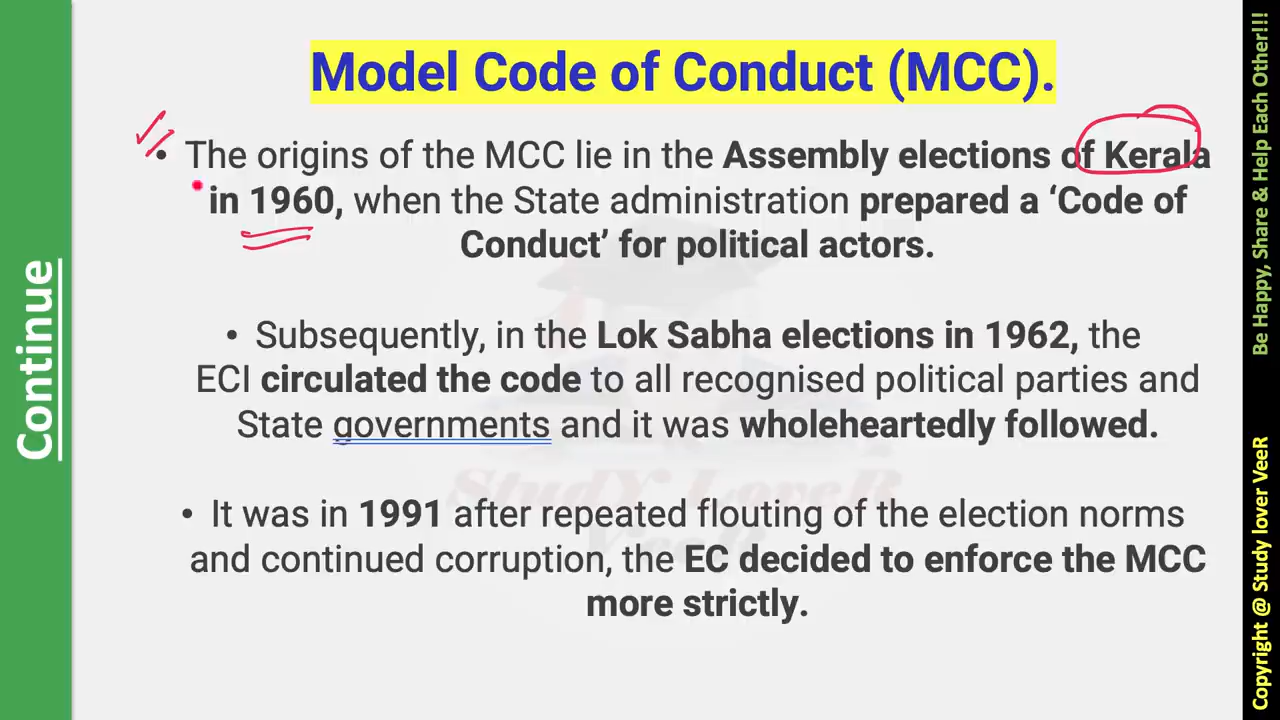 Model Code of Conduct (MCC).
• The origins of the MCC lie in the Assembly elections of Kerala
in 1960, when the State administration prepared a ‘Code of
Conduct’ for political actors.
• Subsequently, in the Lok Sabha elections in 1962, the
ECI circulated the code to all recognised political parties and
State governments and it was wholeheartedly followed.
• It was in 1991 after repeated flouting of the election norms
and continued corruption, the EC decided to enforce the MCC
more strictly.
Continue
StudY LoveR
VeeR
Be Happy, Share & Help Each Other!!!
Copyright @ Study lover VeeR